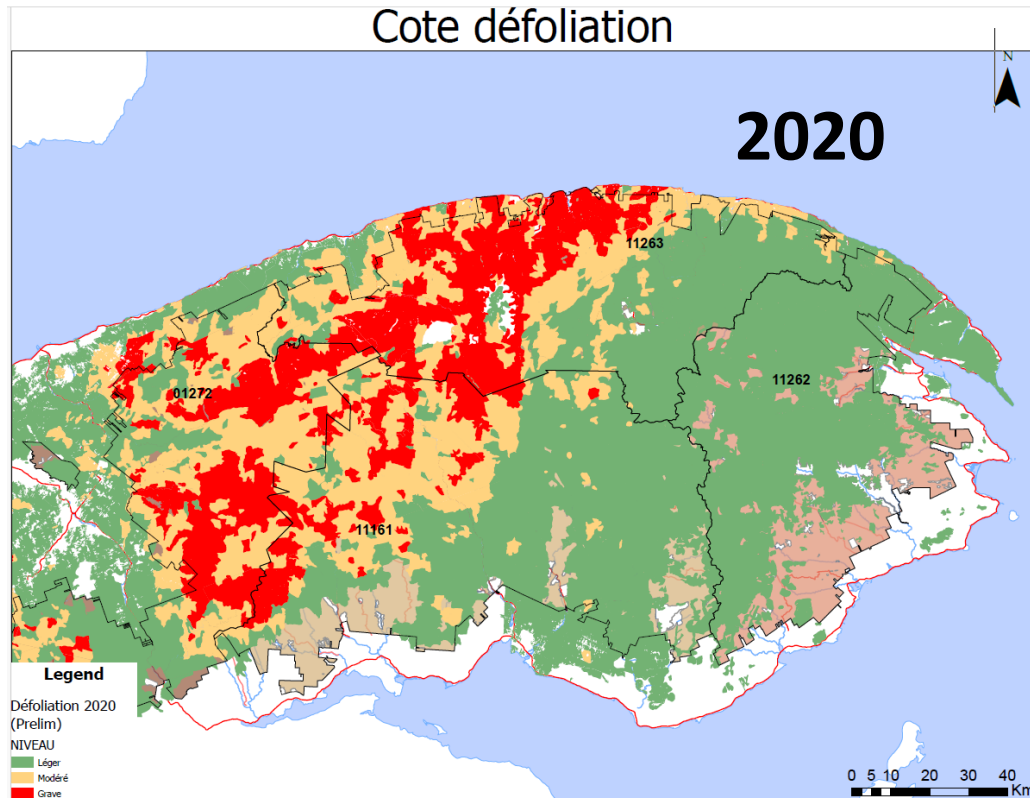 Cote défoliation
N
2020
11263
11262
01272
11161
Legend
Défoliation 2020
(Prelim)
NIVEAU
Léger
Modéré
Grave
0 5 10 20 30 40
Km